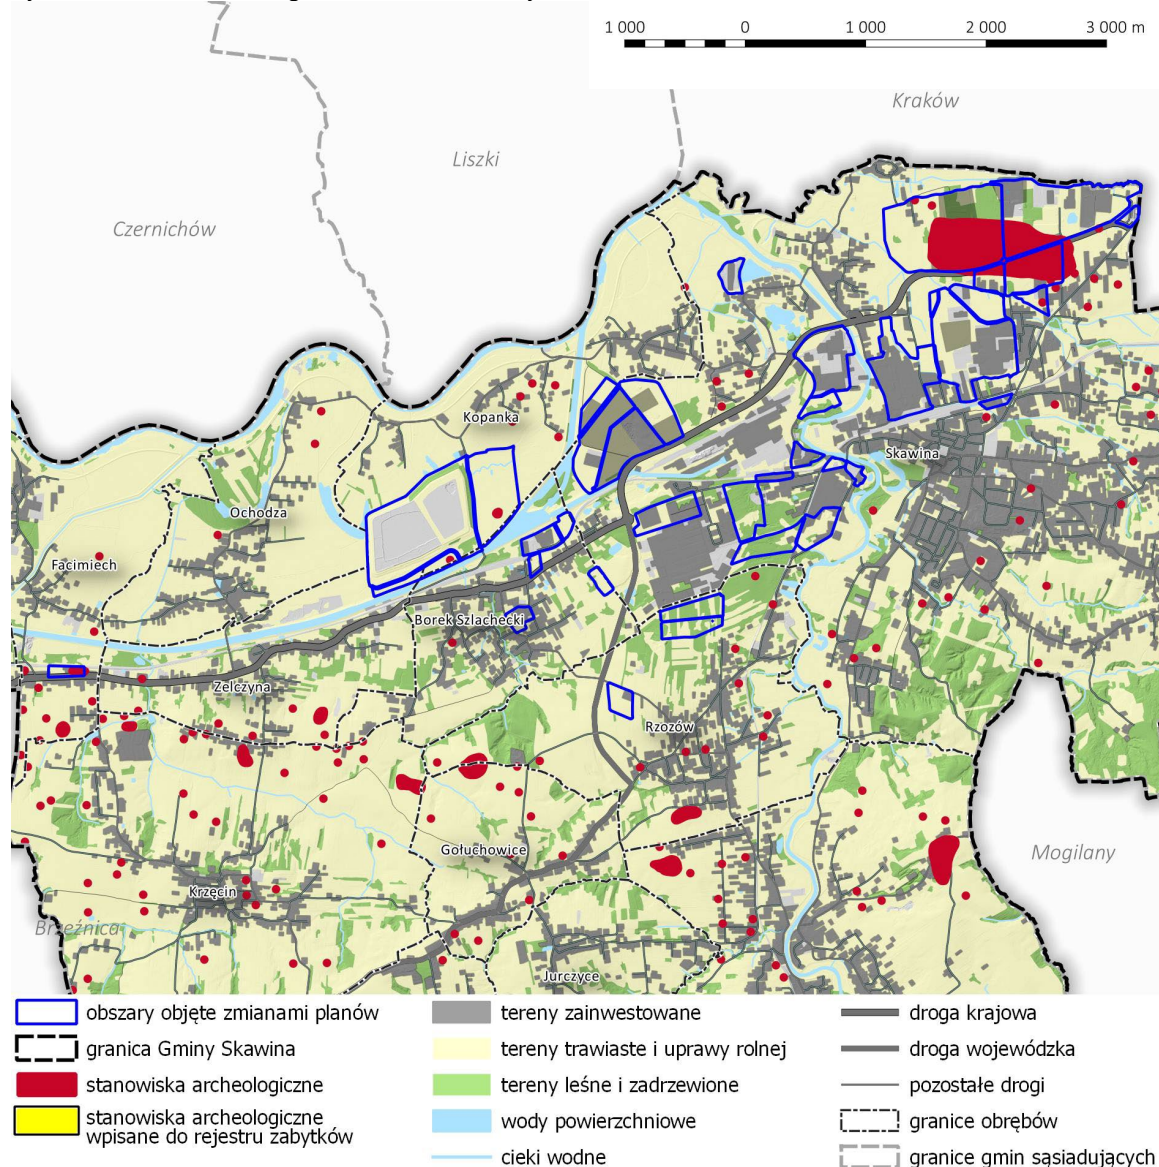 1 000 0 1 000 2 000 3 000 m
Kraków
Liszki
Czernichów
Kopanka
Skawina
Ochodza
Facimiech
Borek Szlachecki
Zelczyna
Rzozów
Gołuchowice
Mogilany
Krzęcin
Brzeźnica
Jurczyce
obszary objęte zmianami planów
granica Gminy Skawina
stanowiska archeologiczne
stanowiska archeologiczne
wpisane do rejestru zabytków
tereny zainwestowane
tereny trawiaste i uprawy rolnej
tereny leśne i zadrzewione
wody powierzchniowe
cieki wodne
droga krajowa
droga wojewódzka
pozostałe drogi
granice obrębów
granice gmin sąsiadujących